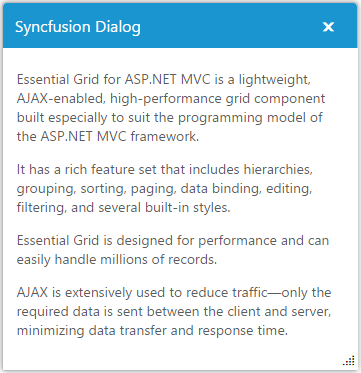 Syncfusion Dialog
Essential Grid for ASP.NET MVC is a lightweight,
AJAX-enabled, high-performance grid component
built especially to suit the programming model of
the ASP.NET MVC framework.
It has a rich feature set that includes hierarchies,
grouping, sorting, paging, data binding, editing,
filtering, and several built-in styles.
Essential Grid is designed for performance and can
easily handle millions of records.
AJAX is extensively used to reduce traffic—only the
required data is sent between the client and server,
minimizing data transfer and response time.